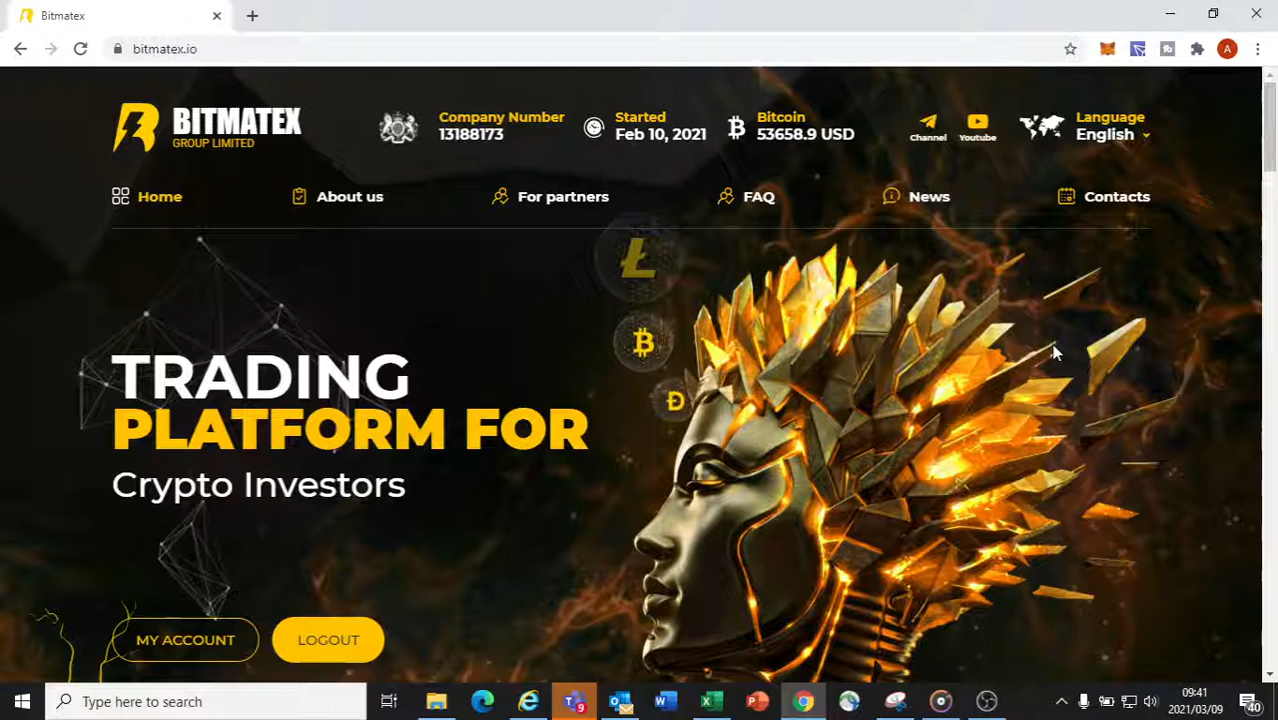 Bitmatex
bitmatex.io
A
BITMATEX
GROUP LIMITED
Company Number
13188173
Started
Feb 10, 2021
Bitcoin
53658.9 USD
Channel
Youtube
Language
English
Home
About us
For partners
FAQ
News
Contacts
TRADING
PLATFORM FOR
Crypto Investors
MY ACCOUNT
LOGOUT
Type here to search
9
09:41
2021/03/09
40